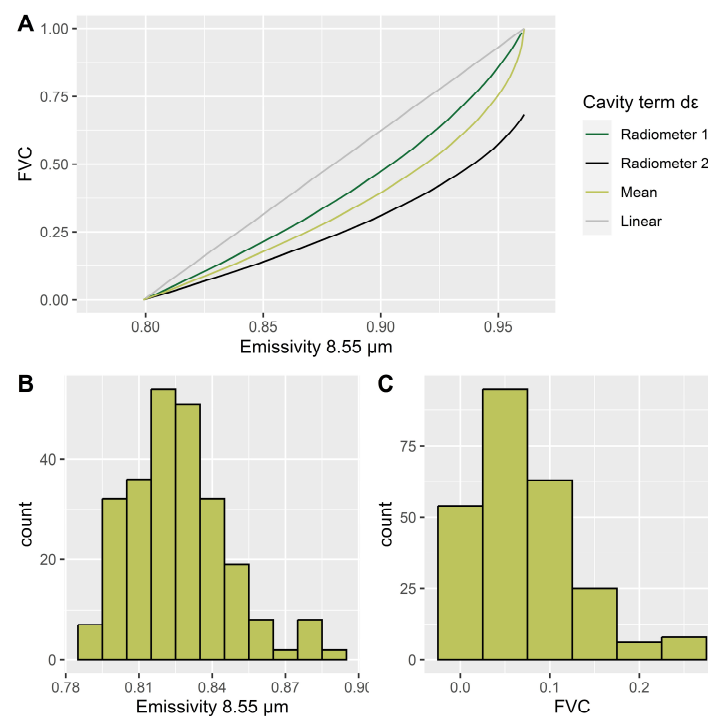 A
1.00
0.75
0.50
0.25
0.00
FVC
0.80 0.85 0.90 0.95
Emissivity 8.55 µm
Cavity term dε
Radiometer 1
Radiometer 2
Mean
Linear
B
40
20
0
count
0.78 0.81 0.84 0.87 0.90
Emissivity 8.55 µm
C
75
50
25
0
count
0.0 0.1 0.2
FVC